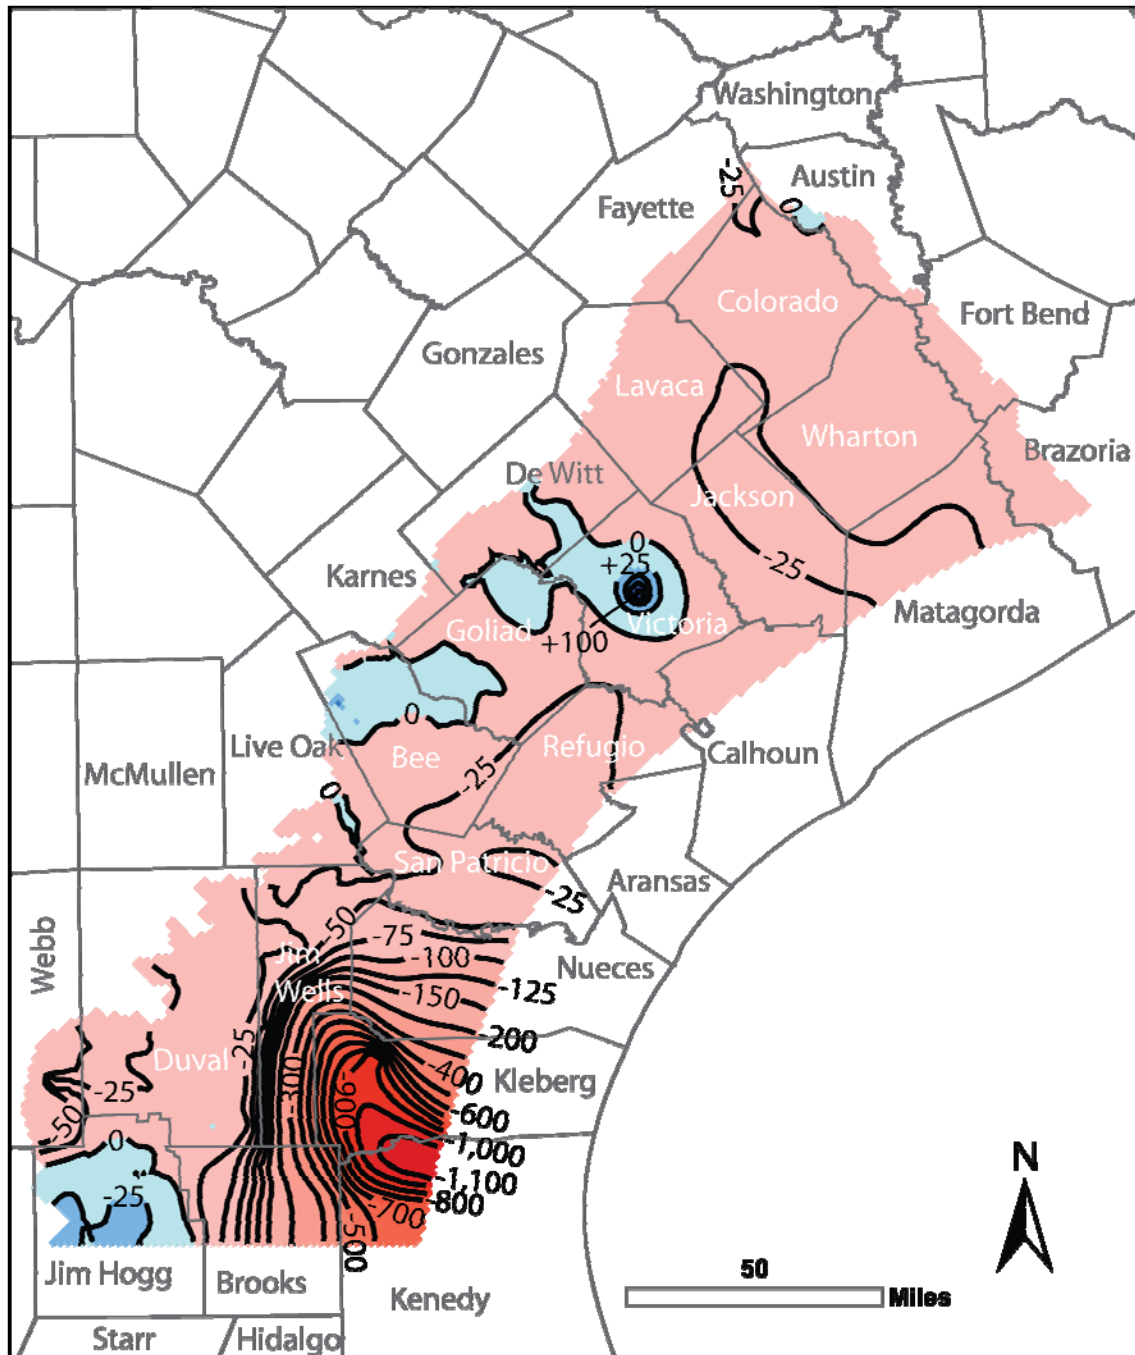 Washington
-25
Austin
0
Fayette
Colorado
Fort Bend
Gonzales
Lavaca
Wharton
Brazoria
De Witt
Jackson
0
+25
-25
Karnes
Matagorda
Goliad
Victoria
+100
0
Live Oak
Bee
-25
Refugio
Calhoun
McMullen
0
San Patricio
Aransas
-25
-50
-75
Jim
-100
Nueces
Webb
Wells
-150
-125
-200
-25
Duval
-300
-400
Kleberg
-900
-25
-600
-50
0
-1,000
-1,100
-25
-800
-700
-500
N
Jim Hogg
Brooks
Kenedy
50
Miles
Starr
Hidalgo